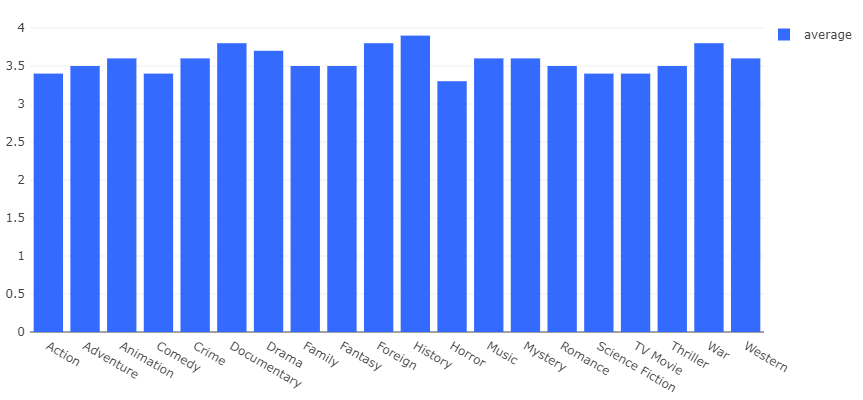 4
3.5
3
2.5
2
1.5
1
0.5
0
Action
Adventure
Animation
Comedy
Crime
Documentary
Drama
Family
Fantasy
Foreign
History
Horror
Music
Mystery
Romance
Science Fiction
TV Movie
Thriller
War
Western
average